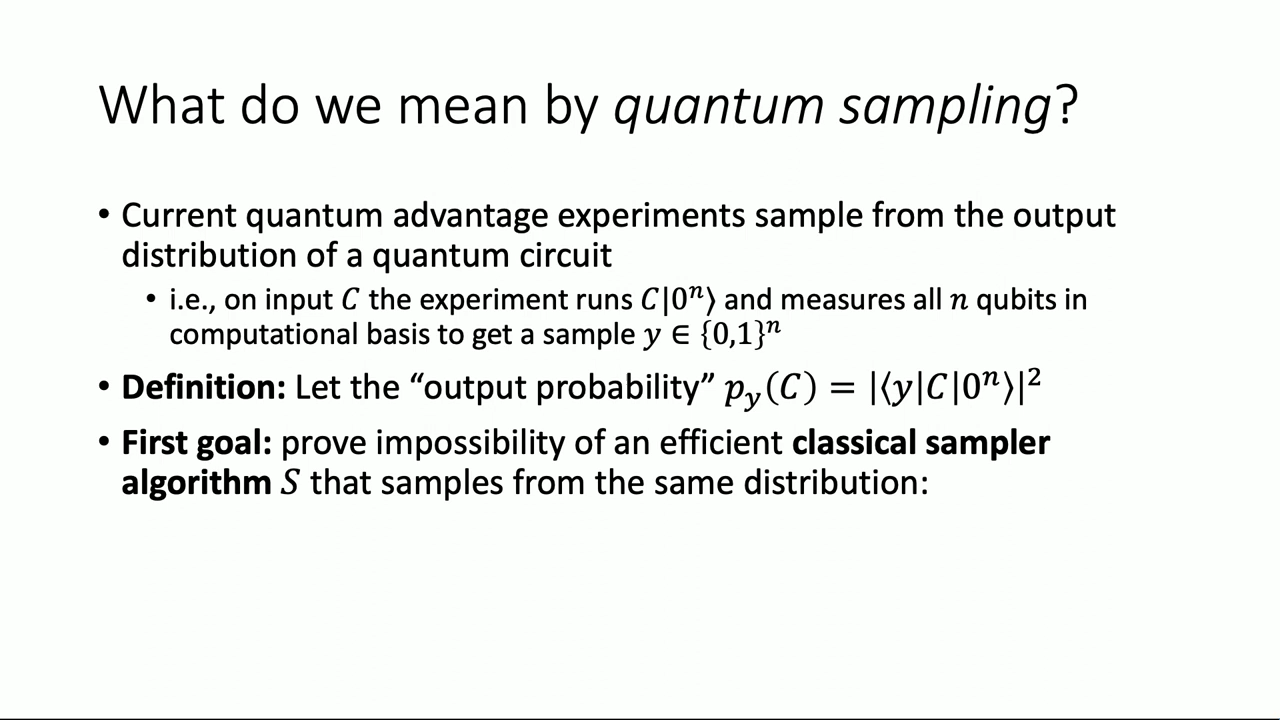 What do we mean by quantum sampling?
• Current quantum advantage experiments sample from the output
distribution of a quantum circuit
• i.e., on input 𝐶 the experiment runs 𝐶|0ⁿ⟩ and measures all 𝑛 qubits in
computational basis to get a sample 𝑦 ∈ {0,1}ⁿ
• Definition: Let the “output probability” 𝑝_𝑦(𝐶) = |⟨𝑦|𝐶|0ⁿ⟩|²
• First goal: prove impossibility of an efficient classical sampler
algorithm 𝑆 that samples from the same distribution: